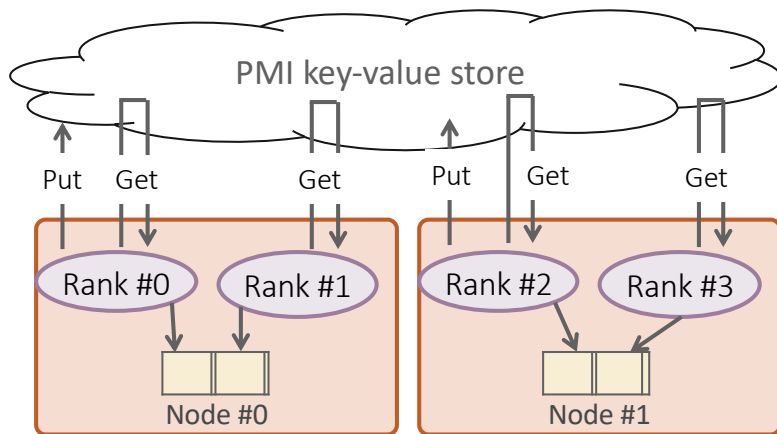 PMI key-value store
Put Get Get Put Get Get
Rank #0 Rank #1 Rank #2 Rank #3
Node #0 Node #1